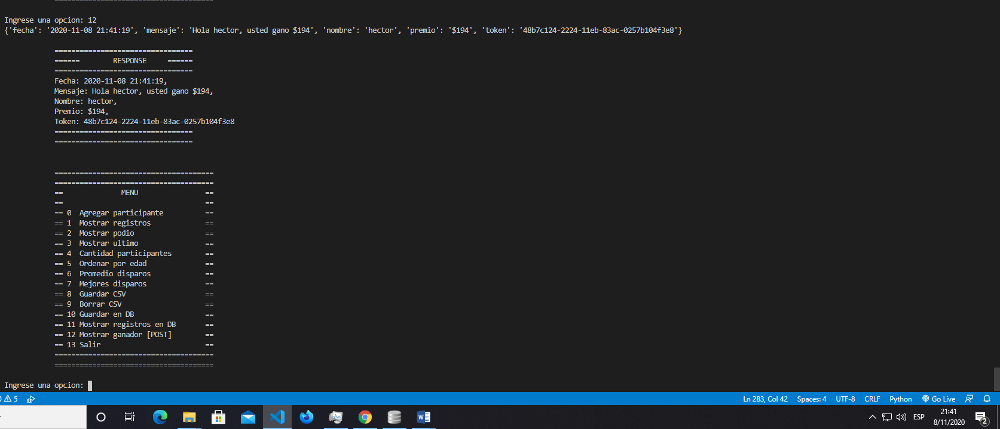 ======================================
Ingrese una opcion: 12
{'fecha': '2020-11-08 21:41:19', 'mensaje': 'Hola hector, usted gano $194', 'nombre': 'hector', 'premio': '$194', 'token': '48b7c124-2224-11eb-83ac-0257b104f3e8'}
=================================
====== RESPONSE ======
=================================
Fecha: 2020-11-08 21:41:19,
Mensaje: Hola hector, usted gano $194,
Nombre: hector,
Premio: $194,
Token: 48b7c124-2224-11eb-83ac-0257b104f3e8
=================================
=================================
======================================
======================================
== MENU ==
== ==
== 0 Agregar participante ==
== 1 Mostrar registros ==
== 2 Mostrar podio ==
== 3 Mostrar ultimo ==
== 4 Cantidad participantes ==
== 5 Ordenar por edad ==
== 6 Promedio disparos ==
== 7 Mejores disparos ==
== 8 Guardar CSV ==
== 9 Borrar CSV ==
== 10 Guardar en DB ==
== 11 Mostrar registros en DB ==
== 12 Mostrar ganador [POST] ==
== 13 Salir ==
======================================
======================================
Ingrese una opcion:
5 Ln 283, Col 42 Spaces: 4 UTF-8 CRLF Python Go Live
ESP 21:41
8/11/2020 2